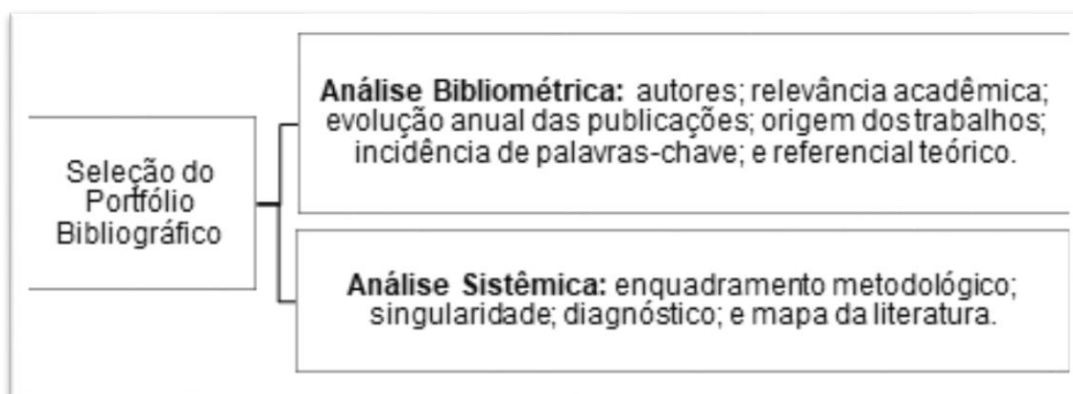 Seleção do
Portfólio
Bibliográfico
Análise Bibliométrica: autores; relevância acadêmica;
evolução anual das publicações; origem dos trabalhos;
incidência de palavras-chave; e referencial teórico.
Análise Sistêmica: enquadramento metodológico;
singularidade; diagnóstico; e mapa da literatura.